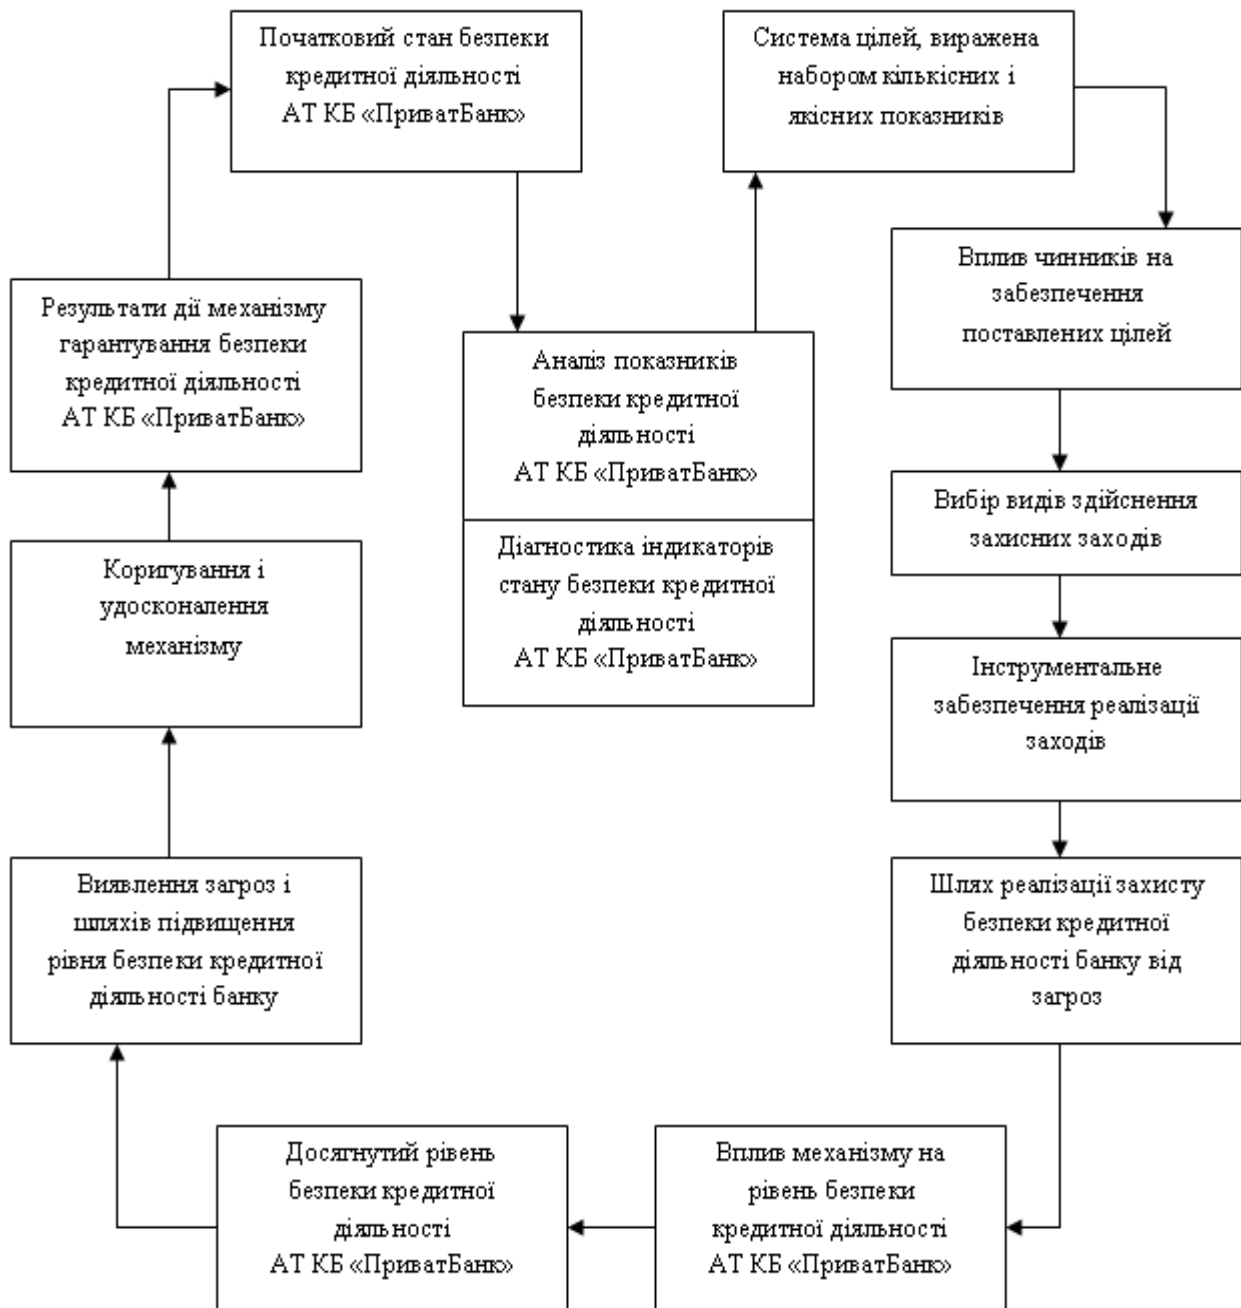 Початковий стан безпеки
кредитної діяльності
АТ КБ «ПриватБанк»
Система цілей, виражена
набором кількісних і
якісних показників
Вплив чинників на
забезпечення
поставлених цілей
Результати дії механізму
гарантування безпеки
кредитної діяльності
АТ КБ «ПриватБанк»
Аналіз показників
безпеки кредитної
діяльності
АТ КБ «ПриватБанк»
Діагностика індикаторів
стану безпеки кредитної
діяльності
АТ КБ «ПриватБанк»
Вибір видів здійснення
захисних заходів
Коригування і
удосконалення
механізму
Інструментальне
забезпечення реалізації
заходів
Виявлення загроз і
шляхів підвищення
рівня безпеки кредитної
діяльності банку
Шлях реалізації захисту
безпеки кредитної
діяльності банку від
загроз
Досягнутий рівень
безпеки кредитної
діяльності
АТ КБ «ПриватБанк»
Вплив механізму на
рівень безпеки
кредитної діяльності
АТ КБ «ПриватБанк»